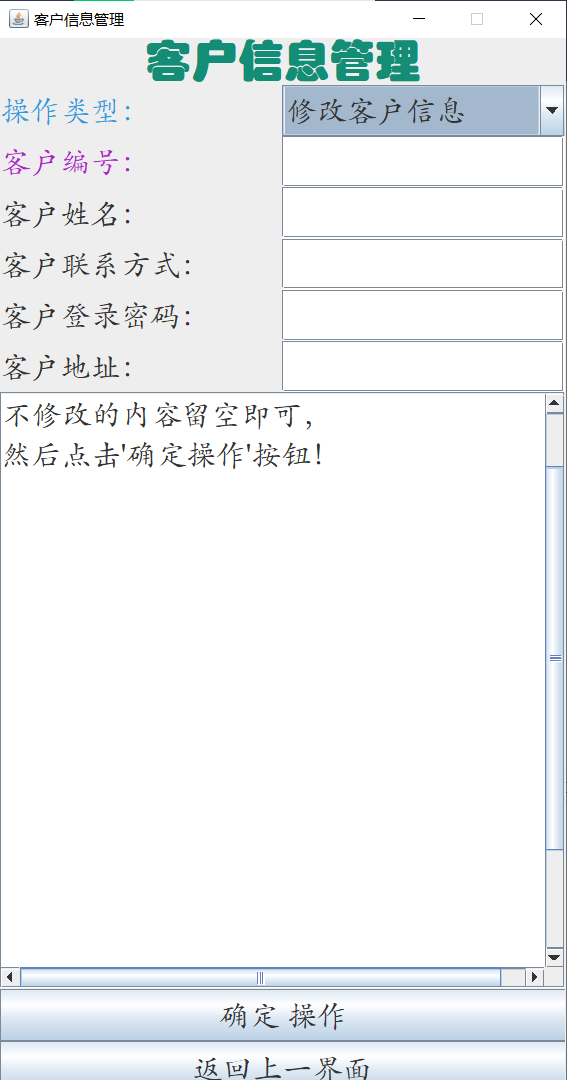 客户信息管理
客户信息管理
操作类型：
修改客户信息
客户编号：
客户姓名：
客户联系方式：
客户登录密码：
客户地址：
不修改的内容留空即可，
然后点击'确定操作'按钮！
确定 操作
返回上一界面